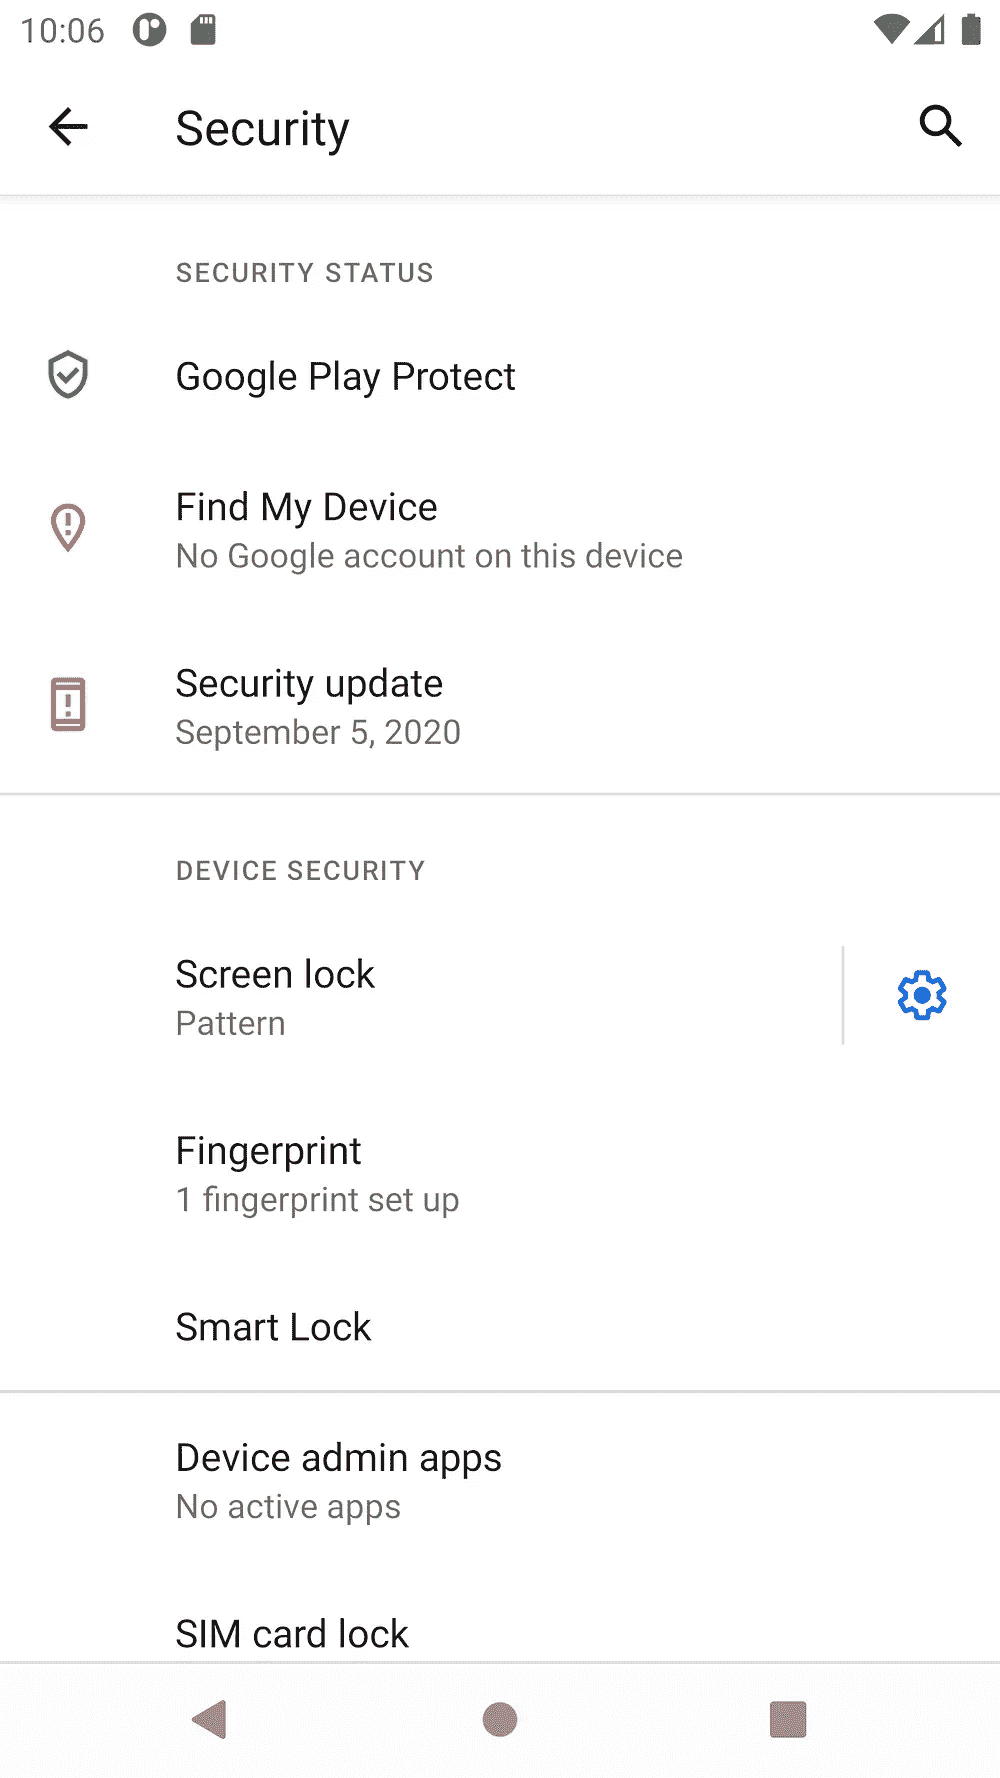 10:06
Security
SECURITY STATUS
Google Play Protect
Find My Device
No Google account on this device
Security update
September 5, 2020
DEVICE SECURITY
Screen lock
Pattern
Fingerprint
1 fingerprint set up
Smart Lock
Device admin apps
No active apps
SIM card lock